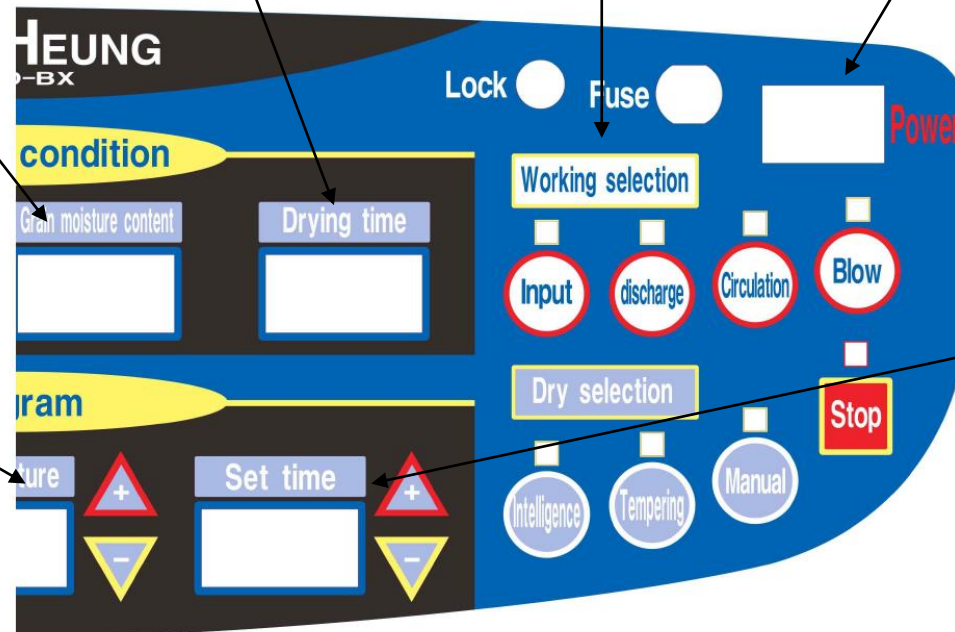 HEUNG
-BX
Lock
Fuse
Power
condition
Working selection
Grain moisture content
Drying time
Input
discharge
Circulation
Blow
Dry selection
Stop
gram
ture
+
Set time
+
Intelligence
Tempering
Manual
−
−